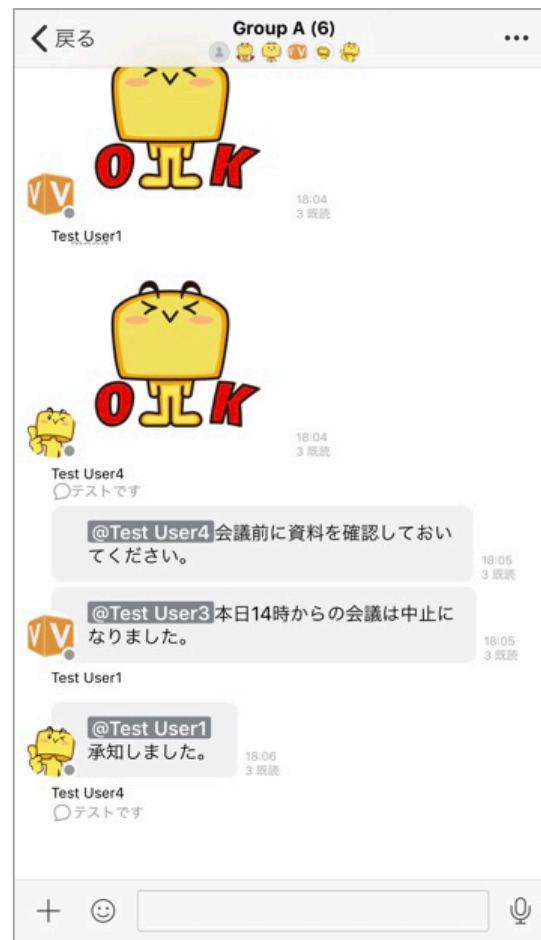 戻る
Group A (6)
V
OK
18:04
3 既読
VV
Test User1
OK
18:04
3 既読
Test User4
テストです
@Test User4 会議前に資料を確認しておい
てください。
18:05
3 既読
@Test User3 本日14時からの会議は中止に
なりました。
18:05
3 既読
VV
Test User1
@Test User1
承知しました。
18:06
3 既読
Test User4
テストです